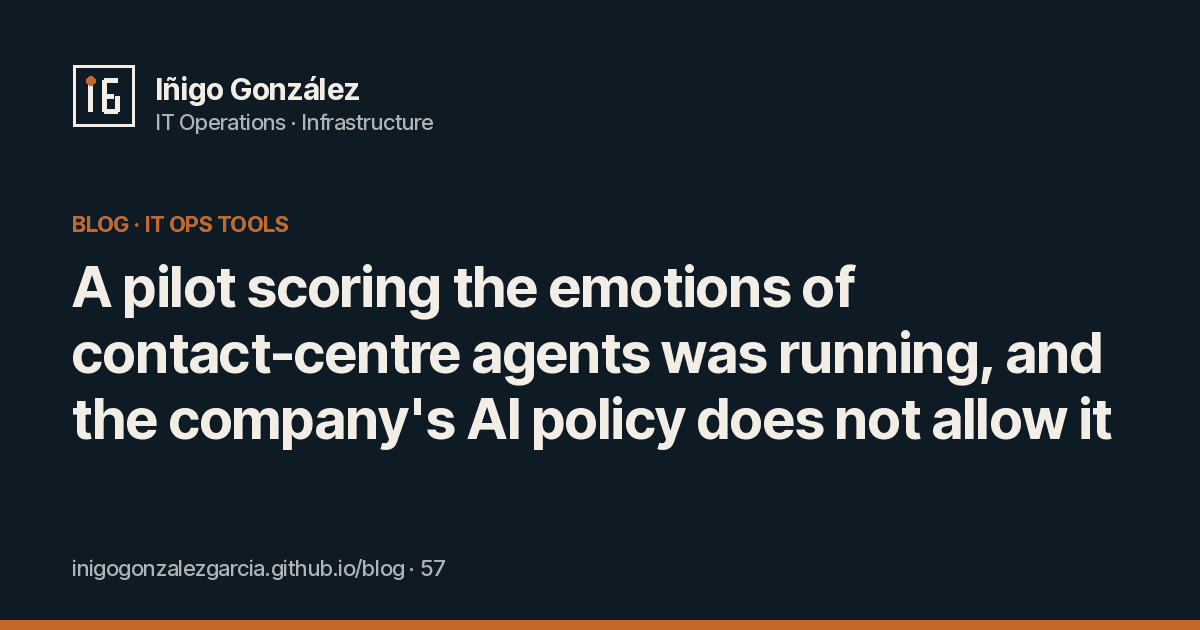 iG
Iñigo González
IT Operations · Infrastructure
BLOG · IT OPS TOOLS
A pilot scoring the emotions of
contact-centre agents was running, and
the company's AI policy does not allow it
inigogonzalezgarcia.github.io/blog · 57